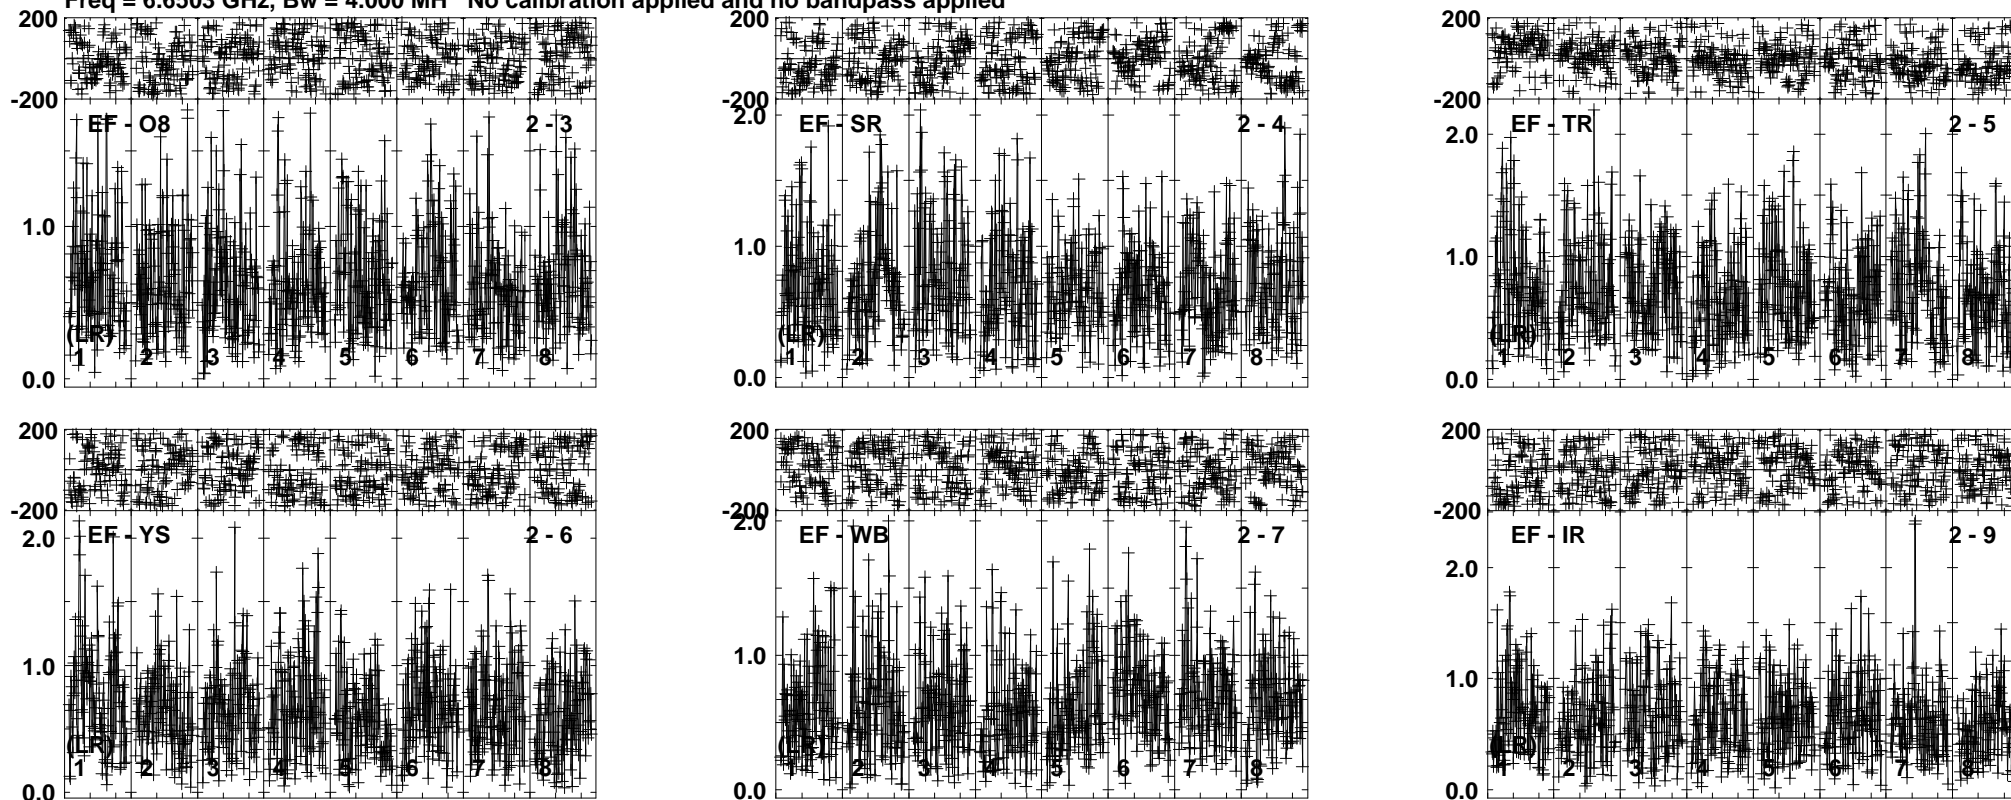 Freq = 6.6503 GHz, Bw = 4.000 MH No calibration applied and no bandpass applied
200
-200
EF - O8 2 - 3
1.0
(LR)
1 2 3 4 5 6 7 8
0.0
200
-200
2.0
EF - SR 2 - 4
1.0
(LR)
1 2 3 4 5 6 7 8
0.0
200
-200
EF - TR 2 - 5
2.0
1.0
(LR)
1 2 3 4 5 6 7 8
0.0
200
-200
EF - YS 2 - 6
2.0
1.0
(LR)
1 2 3 4 5 6 7 8
0.0
200
-200
2.0
EF - WB 2 - 7
1.0
(LR)
1 2 3 4 5 6 7 8
0.0
200
-200
EF - IR 2 - 9
2.0
1.0
(LR)
1 2 3 4 5 6 7 8
0.0